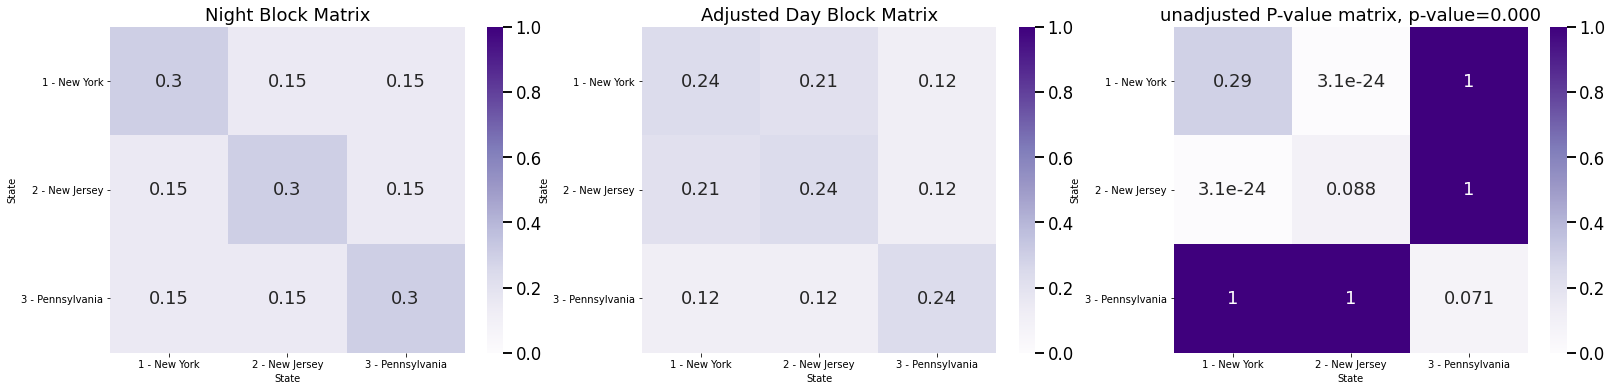 Night Block Matrix
State
1 - New York
2 - New Jersey
3 - Pennsylvania
0.3 0.15 0.15
0.15 0.3 0.15
0.15 0.15 0.3
1 - New York 2 - New Jersey 3 - Pennsylvania
State
1.0
0.8
0.6
0.4
0.2
0.0
Adjusted Day Block Matrix
State
1 - New York
2 - New Jersey
3 - Pennsylvania
0.24 0.21 0.12
0.21 0.24 0.12
0.12 0.12 0.24
1 - New York 2 - New Jersey 3 - Pennsylvania
State
1.0
0.8
0.6
0.4
0.2
0.0
unadjusted P-value matrix, p-value=0.000
State
1 - New York
2 - New Jersey
3 - Pennsylvania
0.29 3.1e-24 1
3.1e-24 0.088 1
1 1 0.071
1 - New York 2 - New Jersey 3 - Pennsylvania
State
1.0
0.8
0.6
0.4
0.2
0.0